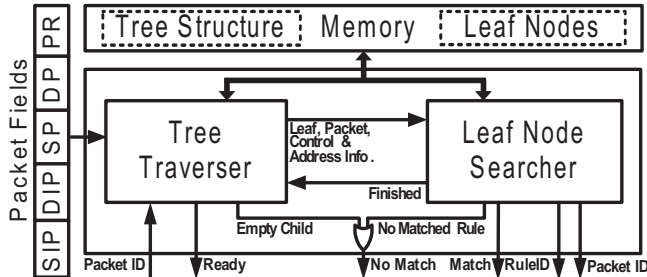 Packet Fields
PR
DP
SP
DIP
SIP
Tree Structure
Memory
Leaf Nodes
Tree
Traverser
Leaf, Packet,
Control &
Address Info .
Finished
Leaf Node
Searcher
Empty Child
No Matched Rule
Packet ID
Ready
No Match
Match
RuleID
Packet ID